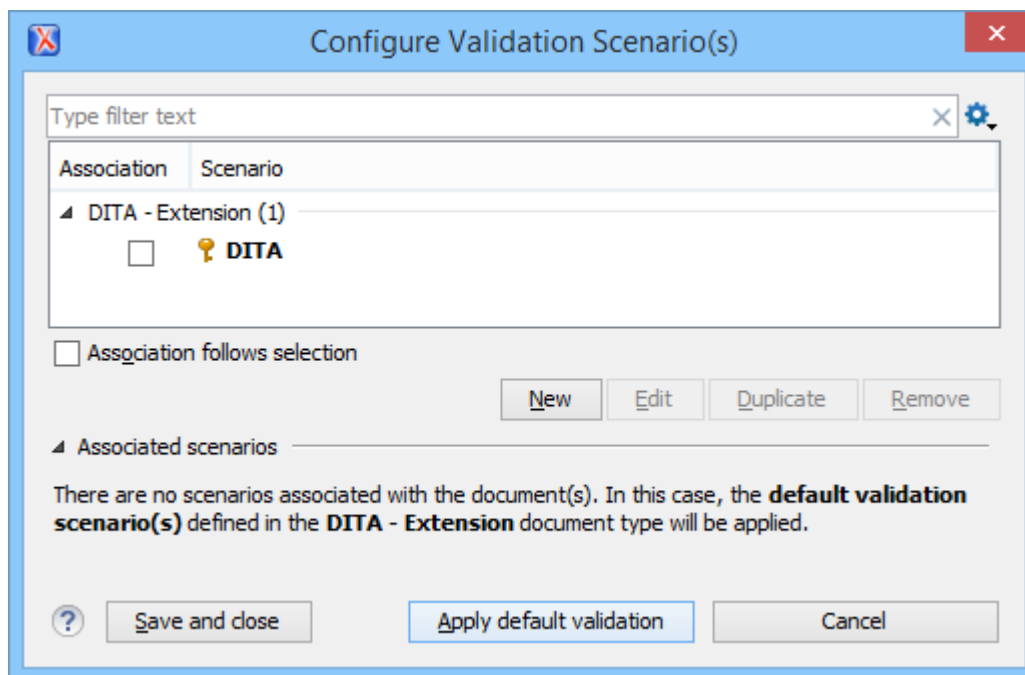 Configure Validation Scenario(s)
Type filter text
Association Scenario
DITA - Extension (1)
DITA
Association follows selection
New Edit Duplicate Remove
Associated scenarios
There are no scenarios associated with the document(s). In this case, the default validation
scenario(s) defined in the DITA - Extension document type will be applied.
? Save and close Apply default validation Cancel